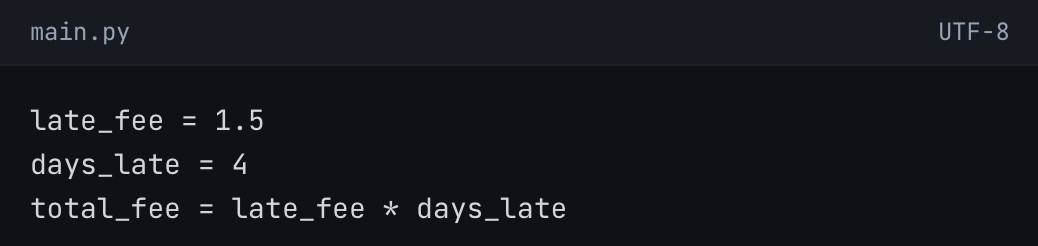 main.py UTF-8
late_fee = 1.5
days_late = 4
total_fee = late_fee * days_late